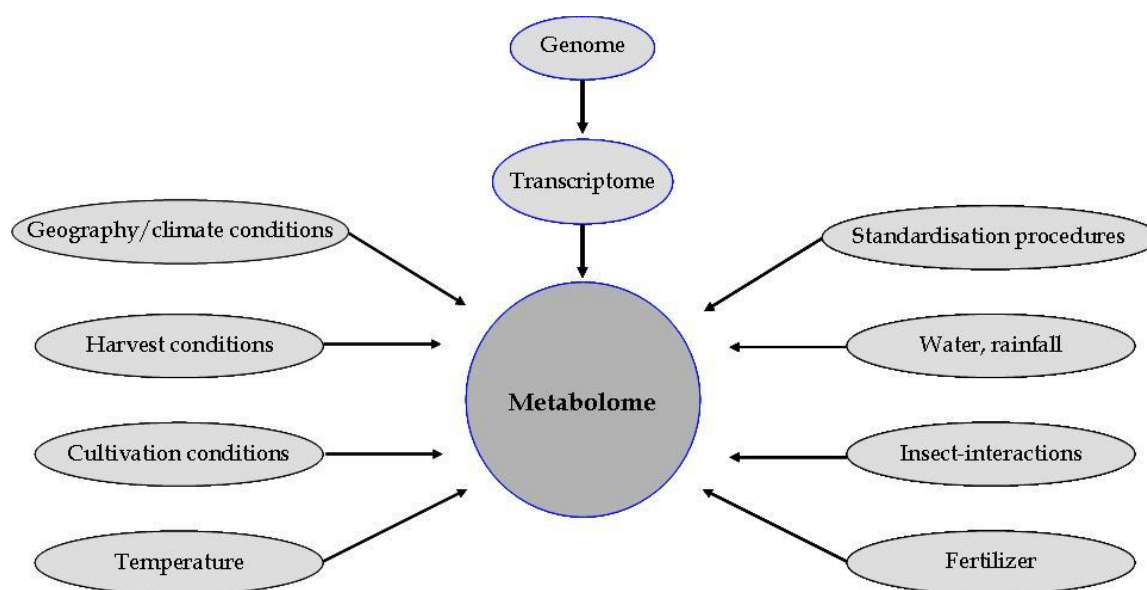 Genome
Transcriptome
Geography/climate conditions
Standardisation procedures
Harvest conditions
Water, rainfall
Metabolome
Cultivation conditions
Insect-interactions
Temperature
Fertilizer